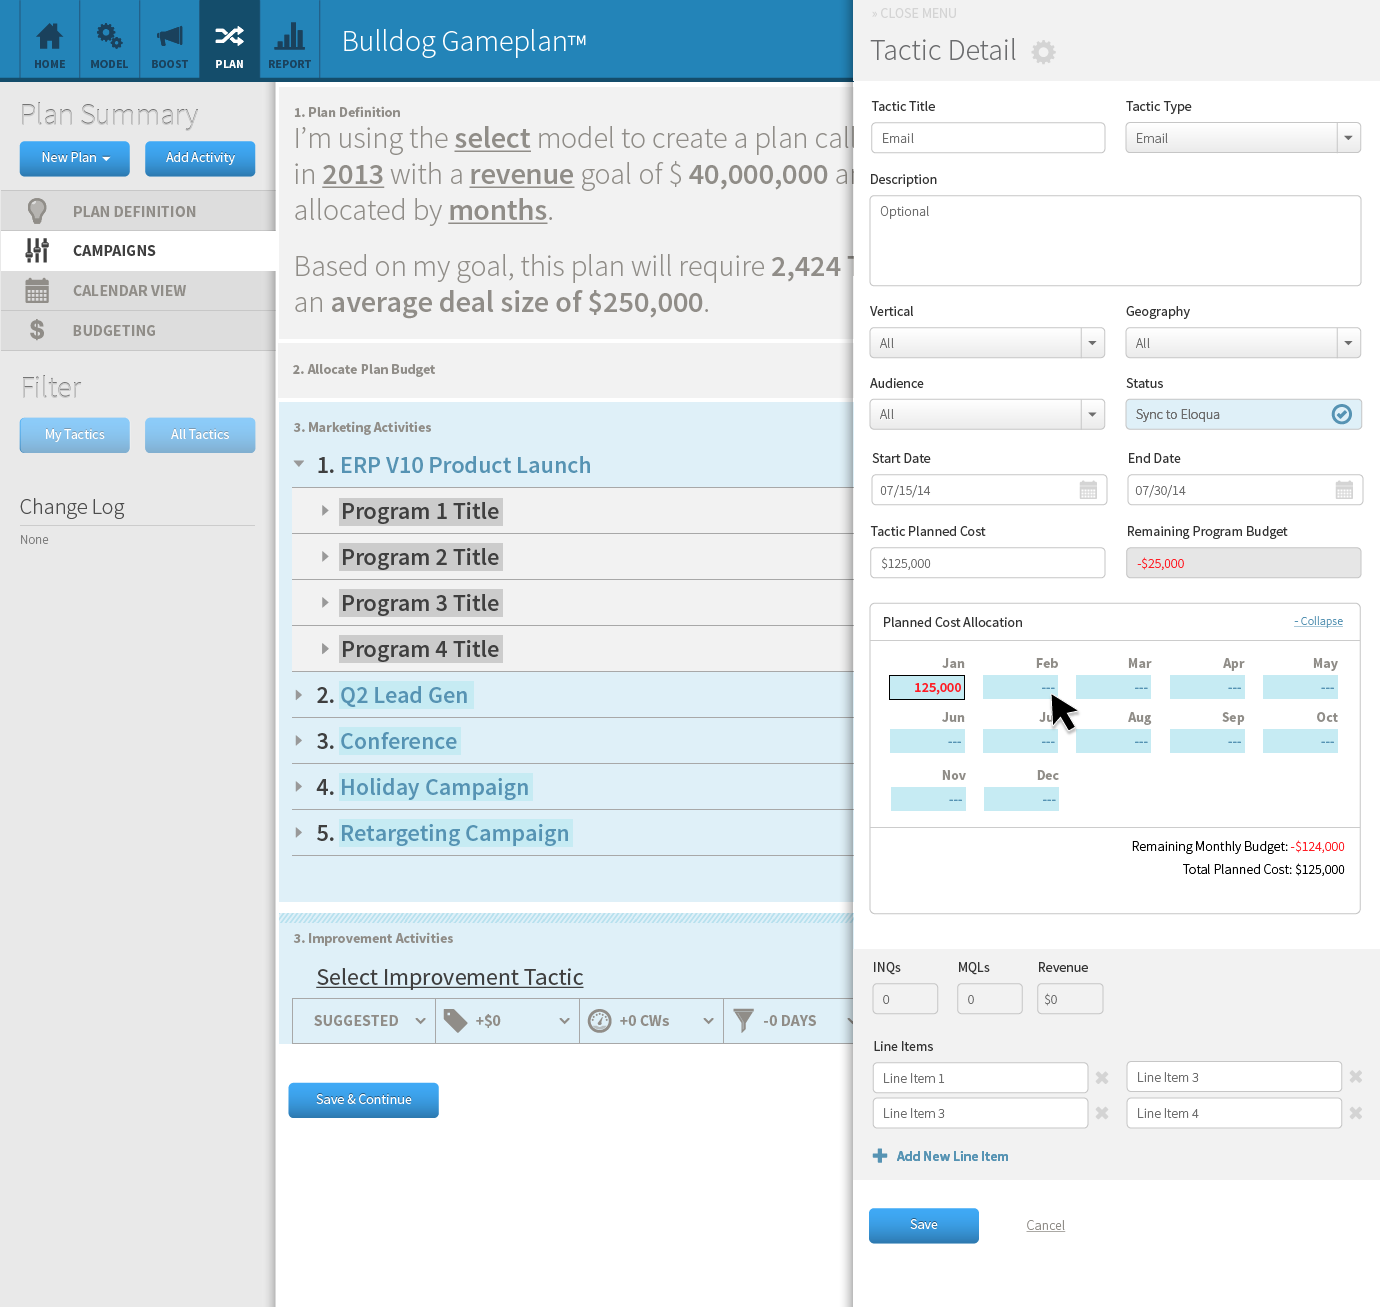 HOME
MODEL
BOOST
PLAN
REPORT
Bulldog Gameplan™
Plan Summary
New Plan
Add Activity
PLAN DEFINITION
CAMPAIGNS
CALENDAR VIEW
BUDGETING
Filter
My Tactics
All Tactics
Change Log
None
1. Plan Definition
I'm using the select model to create a plan call
in 2013 with a revenue goal of $ 40,000,000
allocated by months.
Based on my goal, this plan will require 2,424
an average deal size of $250,000.
2. Allocate Plan Budget
3. Marketing Activities
1. ERP V10 Product Launch
Program 1 Title
Program 2 Title
Program 3 Title
Program 4 Title
2. Q2 Lead Gen
3. Conference
4. Holiday Campaign
5. Retargeting Campaign
3. Improvement Activities
Select Improvement Tactic
SUGGESTED
+$0
+0 CWs
-0 DAYS
Save & Continue
» CLOSE MENU
Tactic Detail
Tactic Title
Tactic Type
Email
Email
Description
Optional
Vertical
Geography
All
All
Audience
Status
All
Sync to Eloqua
Start Date
End Date
07/15/14
07/30/14
Tactic Planned Cost
Remaining Program Budget
$125,000
-$25,000
Planned Cost Allocation
- Collapse
Jan Feb Mar Apr May
125,000 --- --- --- ---
Jun Ju Aug Sep Oct
--- --- --- --- ---
Nov Dec
--- ---
Remaining Monthly Budget: -$124,000
Total Planned Cost: $125,000
INQs
MQLs
Revenue
0
0
$0
Line Items
Line Item 1
Line Item 3
Line Item 3
Line Item 4
Add New Line Item
Save
Cancel